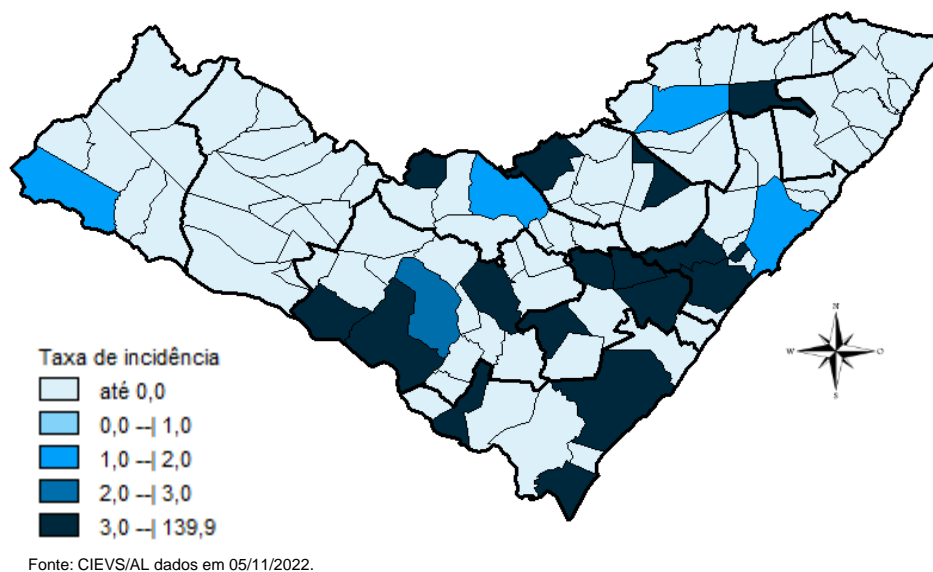 N
W
O
S
Taxa de incidência
até 0,0
0,0 --| 1,0
1,0 --| 2,0
2,0 --| 3,0
3,0 --| 139,9
Fonte: CIEVS/AL dados em 05/11/2022.